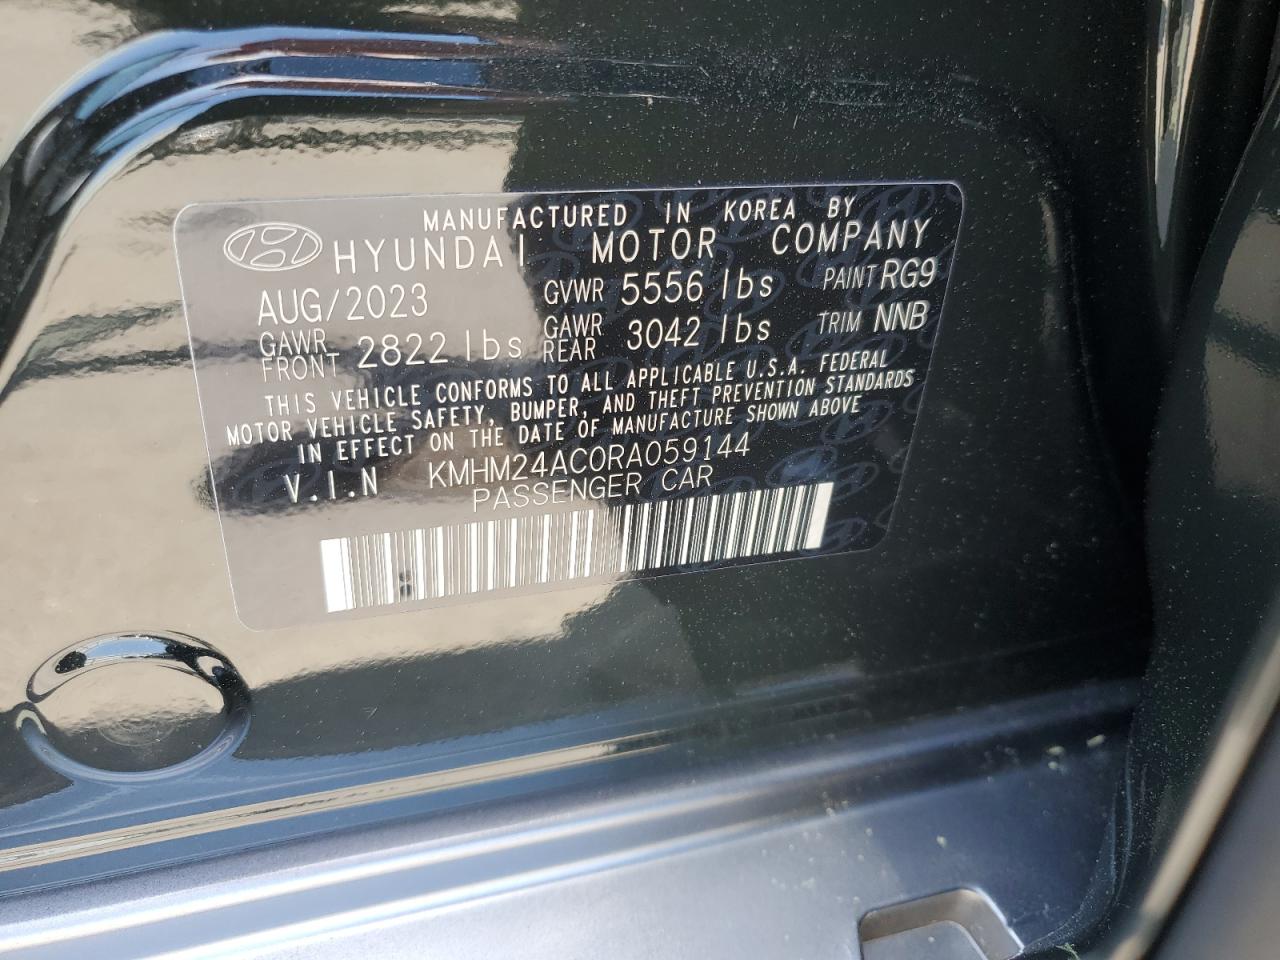 MANUFACTURED IN KOREA BY
HYUNDAI MOTOR COMPANY
AUG/2023 GVWR 5556 lbs PAINT RG9
GAWR FRONT 2822 lbs GAWR REAR 3042 lbs TRIM NNB
THIS VEHICLE CONFORMS TO ALL APPLICABLE U.S.A. FEDERAL
MOTOR VEHICLE SAFETY, BUMPER, AND THEFT PREVENTION STANDARDS
IN EFFECT ON THE DATE OF MANUFACTURE SHOWN ABOVE
V.I.N KMHM24AC0RA059144
PASSENGER CAR